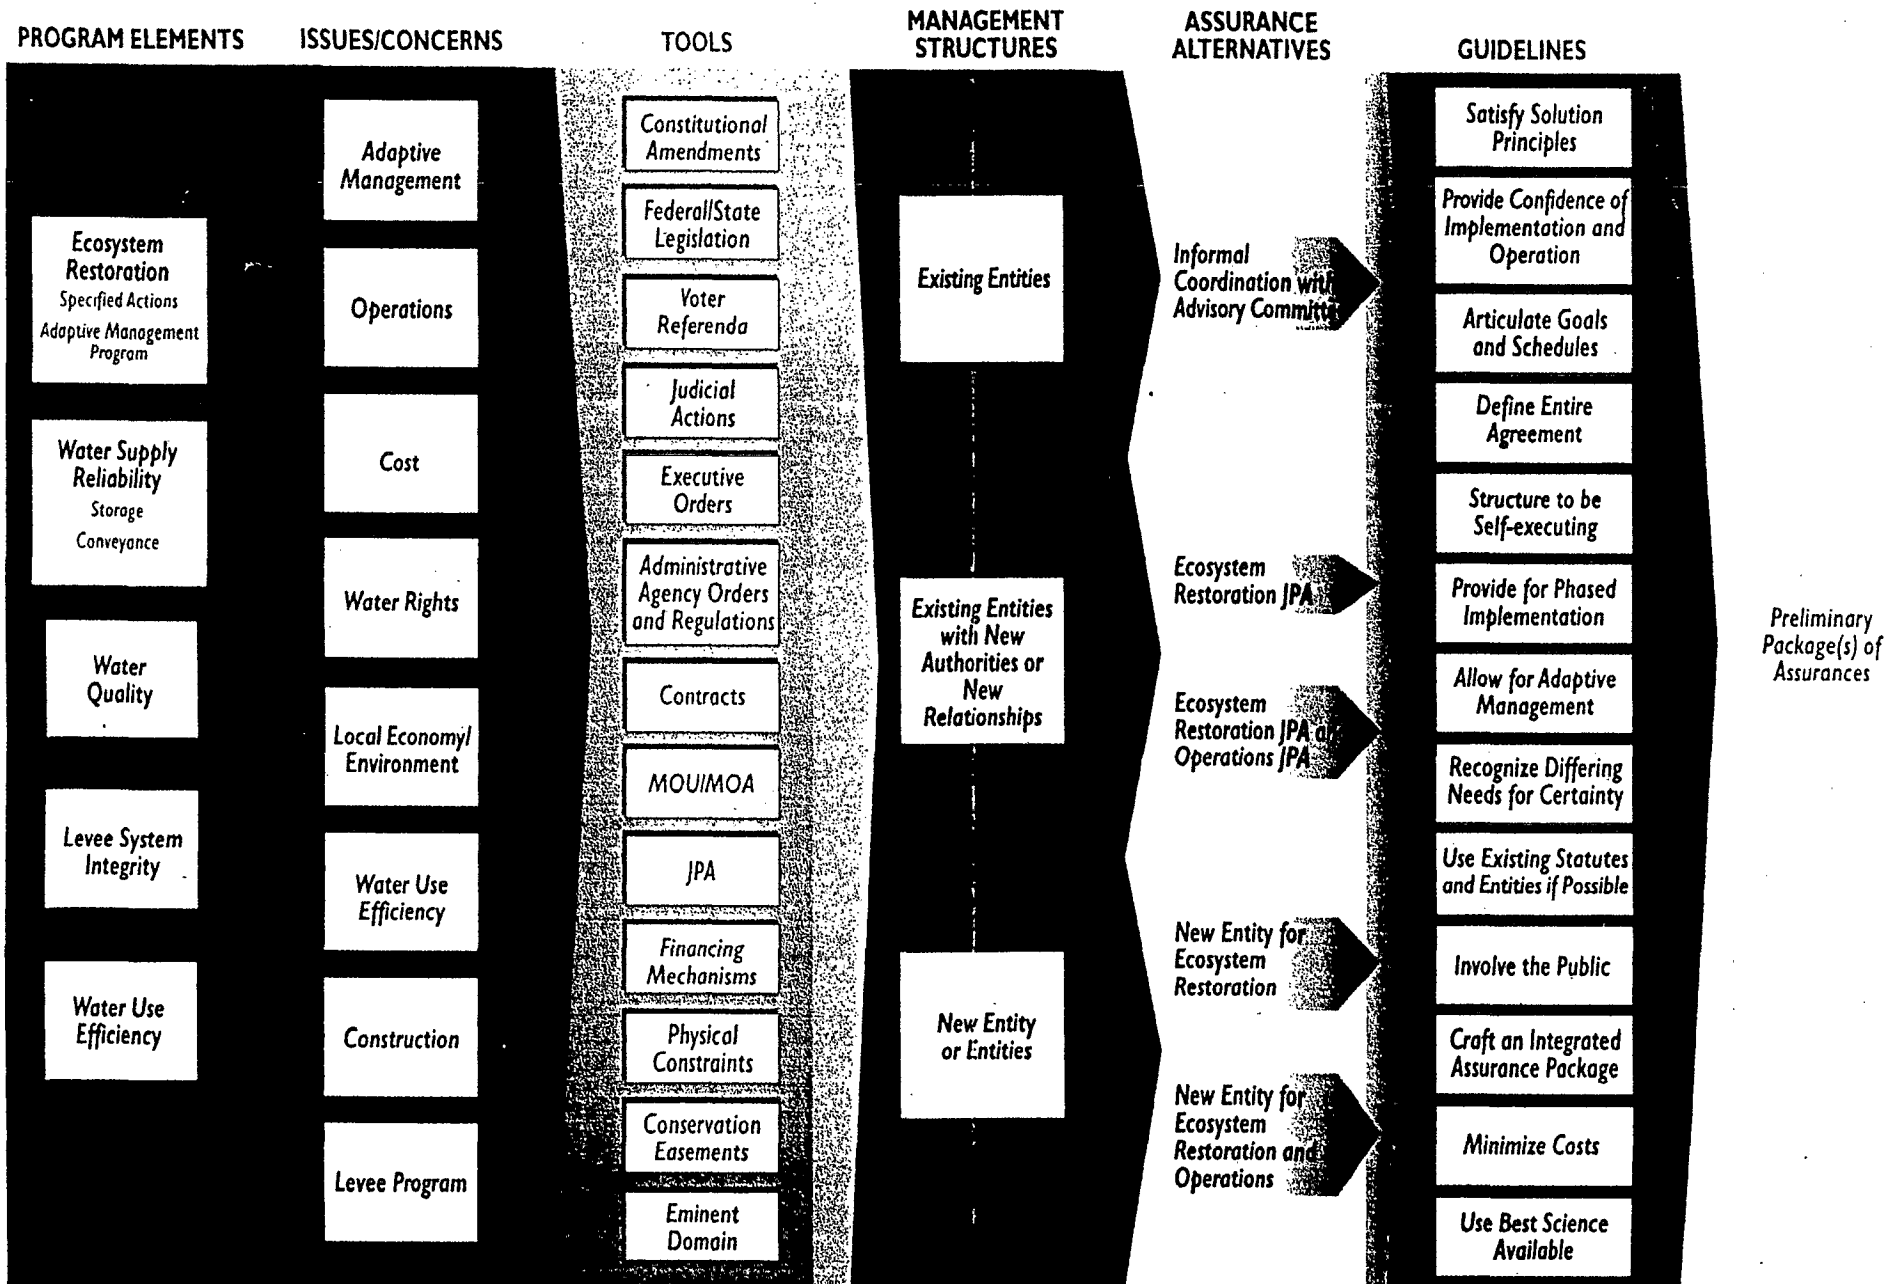 PROGRAM ELEMENTS
Ecosystem
Restoration
Specified Actions
Adaptive Management
Program
Water Supply
Reliability
Storage
Conveyance
Water
Quality
Levee System
Integrity
Water Use
Efficiency
ISSUES/CONCERNS
Adaptive
Management
Operations
Cost
Water Rights
Local Economy/
Environment
Water Use
Efficiency
Construction
Levee Program
TOOLS
Constitutional
Amendments
Federal/State
Legislation
Voter
Referenda
Judicial
Actions
Executive
Orders
Administrative
Agency Orders
and Regulations
Contracts
MOU/MOA
JPA
Financing
Mechanisms
Physical
Constraints
Conservation
Easements
Eminent
Domain
MANAGEMENT
STRUCTURES
Existing Entities
Existing Entities
with New
Authorities or
New
Relationships
New Entity
or Entities
ASSURANCE
ALTERNATIVES
Informal
Coordination with
Advisory Committee
Ecosystem
Restoration JPA
Ecosystem
Restoration JPA and
Operations JPA
New Entity for
Ecosystem
Restoration
New Entity for
Ecosystem
Restoration and
Operations
GUIDELINES
Satisfy Solution
Principles
Provide Confidence of
Implementation and
Operation
Articulate Goals
and Schedules
Define Entire
Agreement
Structure to be
Self-executing
Provide for Phased
Implementation
Allow for Adaptive
Management
Recognize Differing
Needs for Certainty
Use Existing Statutes
and Entities if Possible
Involve the Public
Craft an Integrated
Assurance Package
Minimize Costs
Use Best Science
Available
Preliminary
Package(s) of
Assurances